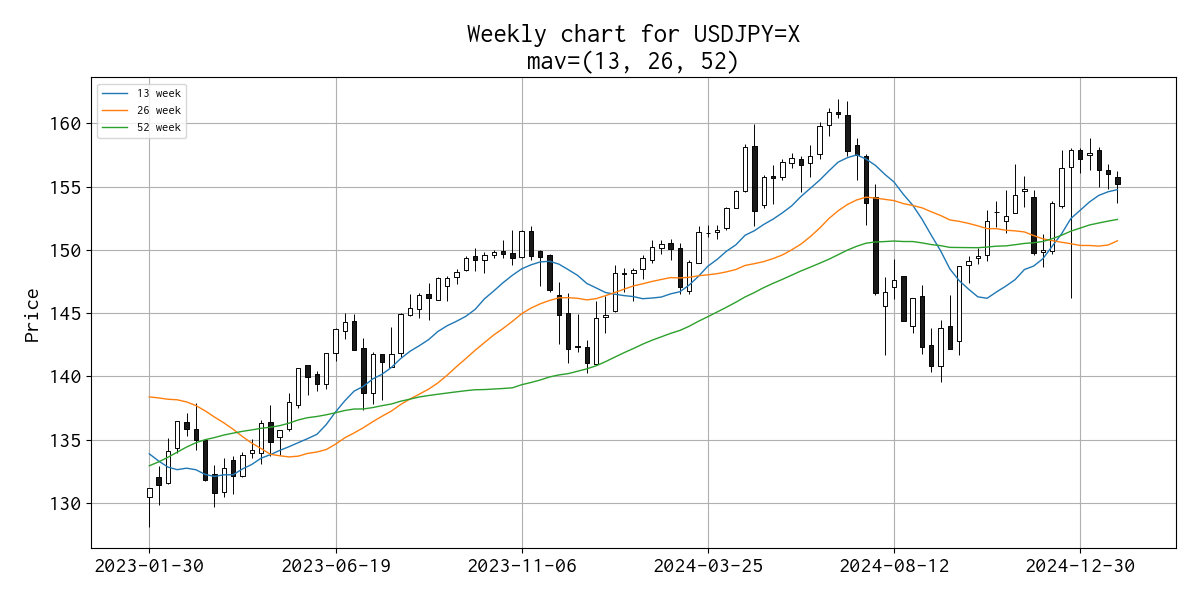 Weekly chart for USDJPY=X
mav=(13, 26, 52)
13 week
26 week
52 week
Price
160
155
150
145
140
135
130
2023-01-30
2023-06-19
2023-11-06
2024-03-25
2024-08-12
2024-12-30